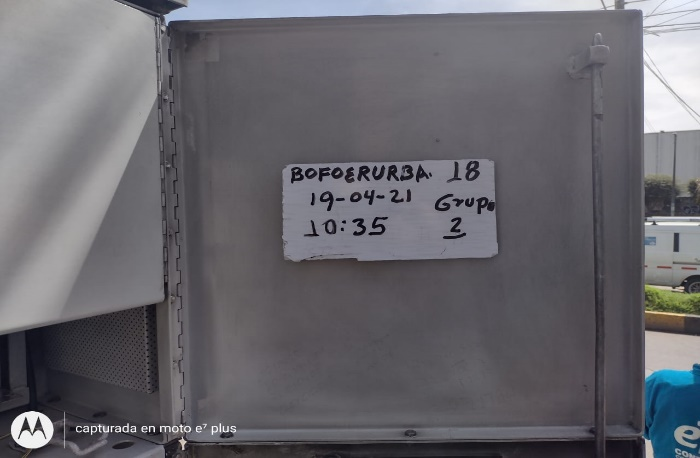 BOFOERURBA. 18
19-04-21 Grupo
10:35 2
capturada en moto e⁷ plus